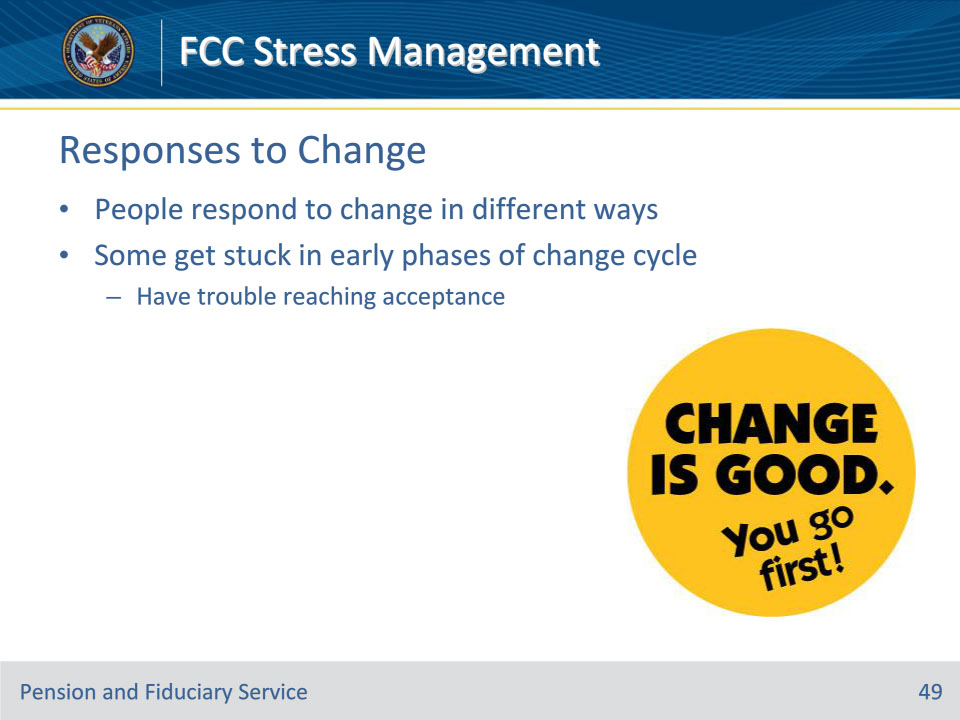 FCC Stress Management
Responses to Change
• People respond to change in different ways
• Some get stuck in early phases of change cycle
– Have trouble reaching acceptance
CHANGE
IS GOOD.
You go
first!
Pension and Fiduciary Service
49